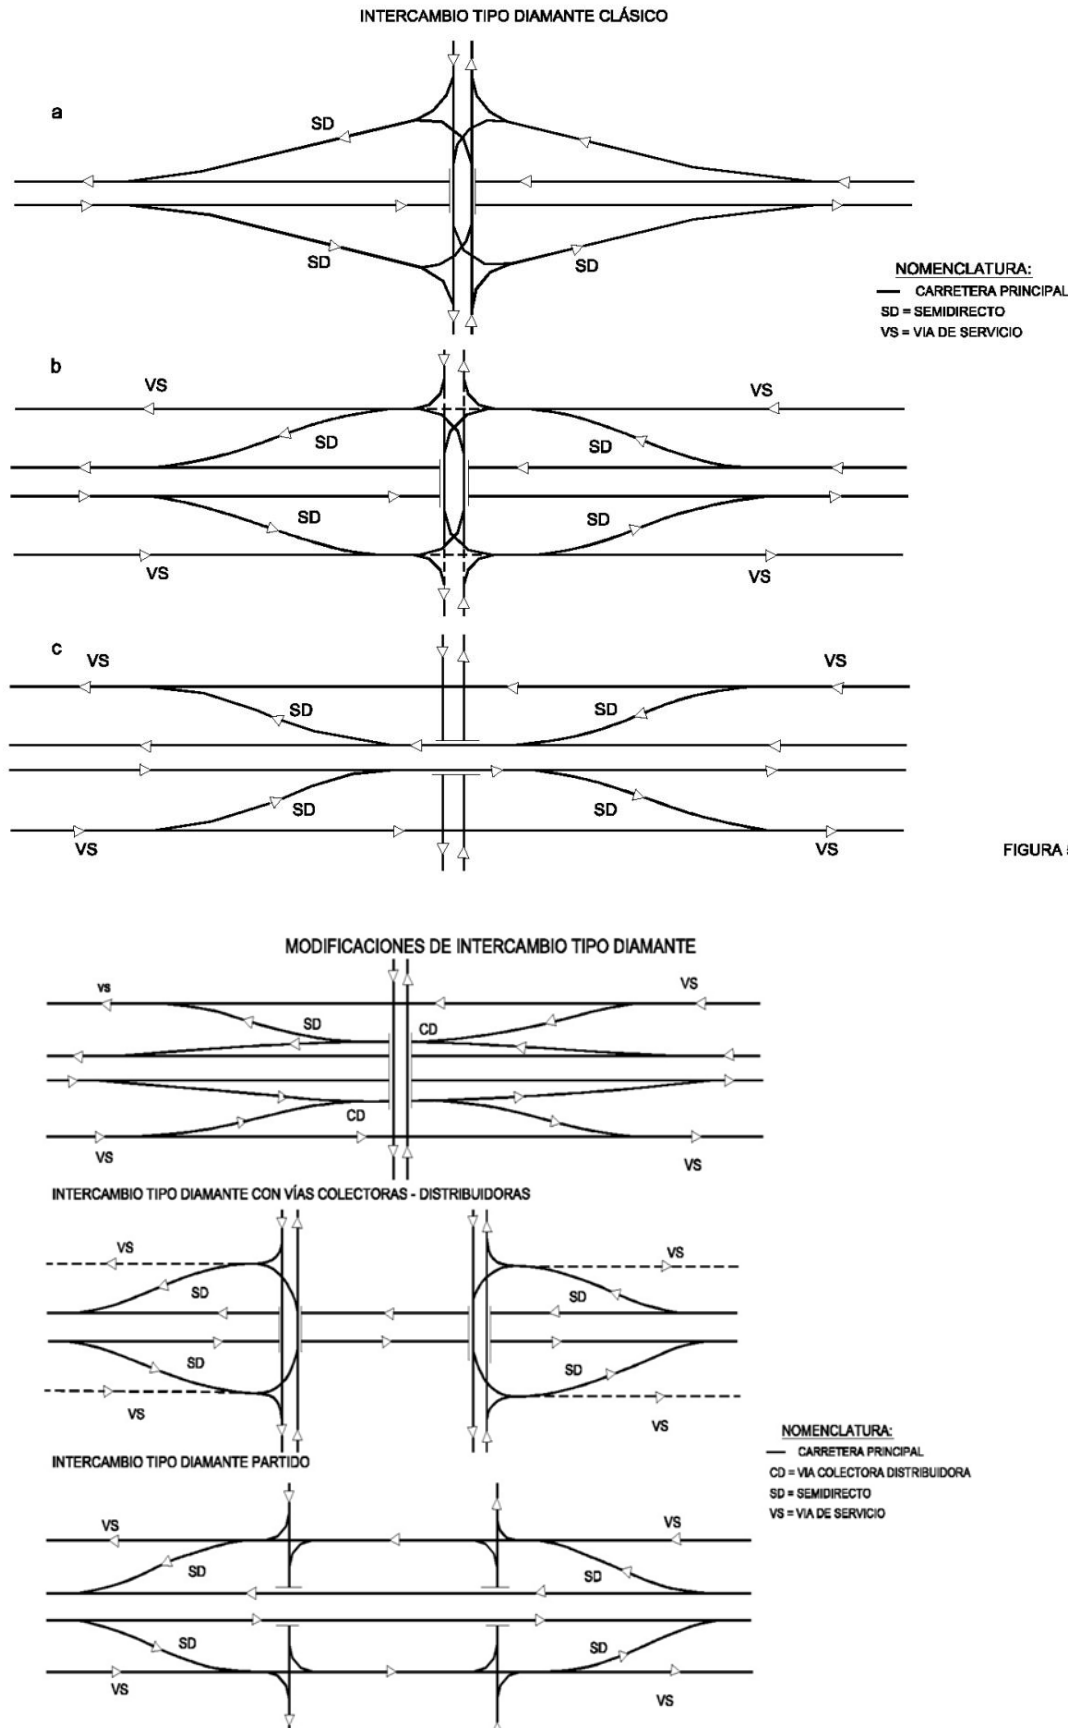 INTERCAMBIO TIPO DIAMANTE CLÁSICO
a
SD
SD
SD
NOMENCLATURA:
CARRETERA PRINCIPAL
SD = SEMIDIRECTO
VS = VIA DE SERVICIO
b
VS
VS
SD
SD
SD
SD
VS
VS
c
VS
VS
SD
SD
SD
SD
VS
VS
FIGURA
MODIFICACIONES DE INTERCAMBIO TIPO DIAMANTE
VS
VS
SD
CD
CD
VS
VS
INTERCAMBIO TIPO DIAMANTE CON VÍAS COLECTORAS - DISTRIBUIDORAS
VS
VS
SD
SD
SD
SD
VS
VS
NOMENCLATURA:
CARRETERA PRINCIPAL
CD = VIA COLECTORA DISTRIBUIDORA
SD = SEMIDIRECTO
VS = VIA DE SERVICIO
INTERCAMBIO TIPO DIAMANTE PARTIDO
VS
VS
SD
SD
SD
SD
VS
VS